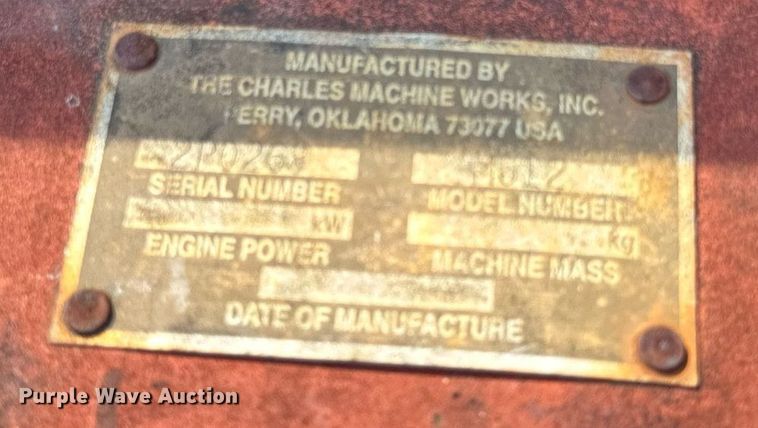 MANUFACTURED BY
THE CHARLES MACHINE WORKS, INC.
ERRY, OKLAHOMA 73077 USA
SERIAL NUMBER MODEL NUMBER
kW kg
ENGINE POWER MACHINE MASS
DATE OF MANUFACTURE
Purple Wave Auction